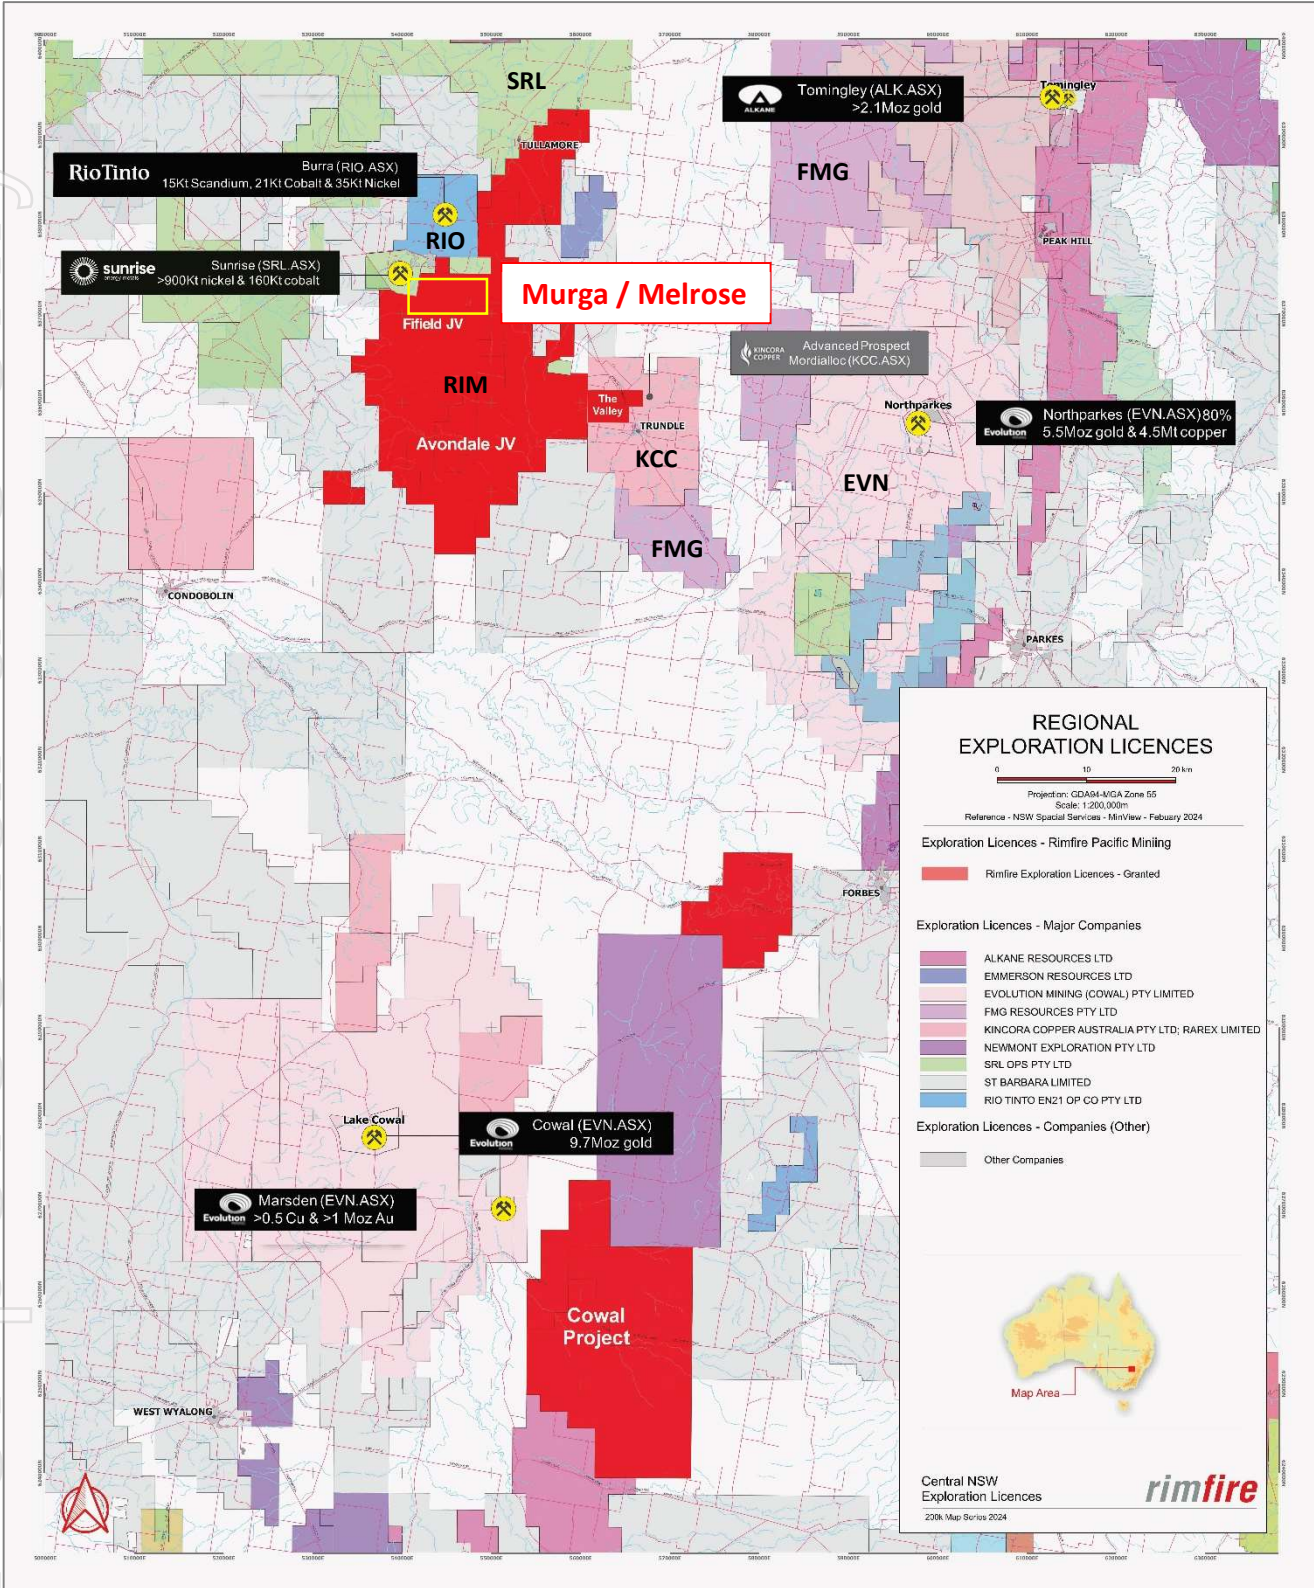 SRL
TULLAMORE
RioTinto
Burra (RIO.ASX)
15Kt Scandium, 21Kt Cobalt & 35Kt Nickel
RIO
sunrise
energy metals
Sunrise (SRL.ASX)
>900Kt nickel & 160Kt cobalt
Murga / Melrose
Fifield JV
RIM
Avondale JV
The
Valley
TRUNDLE
KCC
FMG
ALKANE
Tomingley (ALK.ASX)
>2.1Moz gold
Tomingley
FMG
PEAK HILL
KINCORA
COPPER
Advanced Prospect
Mordialloc (KCC.ASX)
Northparkes
Evolution
Northparkes (EVN.ASX) 80%
5.5Moz gold & 4.5Mt copper
EVN
CONDOBOLIN
PARKES
FORBES
Lake Cowal
Evolution
Cowal (EVN.ASX)
9.7Moz gold
Evolution
Marsden (EVN.ASX)
>0.5 Cu & >1 Moz Au
Cowal
Project
WEST WYALONG
REGIONAL
EXPLORATION LICENCES
0 10 20 km
Projection: GDA94-MGA Zone 55
Scale: 1:200,000m
Reference - NSW Spacial Services - MinView - Febuary 2024
Exploration Licences - Rimfire Pacific Miniing
Rimfire Exploration Licences - Granted
Exploration Licences - Major Companies
ALKANE RESOURCES LTD
EMMERSON RESOURCES LTD
EVOLUTION MINING (COWAL) PTY LIMITED
FMG RESOURCES PTY LTD
KINCORA COPPER AUSTRALIA PTY LTD; RAREX LIMITED
NEWMONT EXPLORATION PTY LTD
SRL OPS PTY LTD
ST BARBARA LIMITED
RIO TINTO EN21 OP CO PTY LTD
Exploration Licences - Companies (Other)
Other Companies
Map Area
Central NSW
Exploration Licences
200k Map Series 2024
rimfire